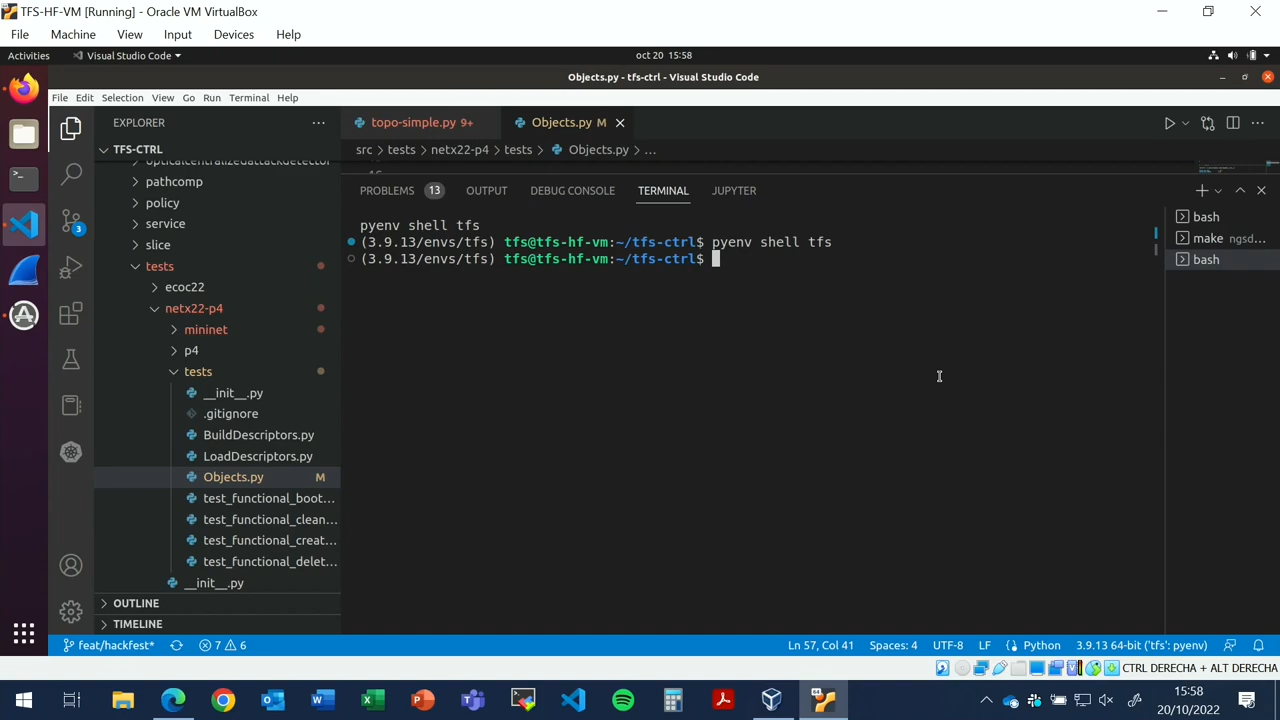 TFS-HF-VM [Running] - Oracle VM VirtualBox
File Machine View Input Devices Help
Activities Visual Studio Code oct 20 15:58
Objects.py - tfs-ctrl - Visual Studio Code
File Edit Selection View Go Run Terminal Help
EXPLORER
topo-simple.py 9+
Objects.py M
TFS-CTRL
src > tests > netx22-p4 > tests > Objects.py > ...
opticalcentralizedattackdetector
pathcomp
policy
service
slice
tests
ecoc22
netx22-p4
mininet
p4
tests
__init__.py
.gitignore
BuildDescriptors.py
LoadDescriptors.py
Objects.py M
test_functional_boot...
test_functional_clean...
test_functional_creat...
test_functional_delet...
__init__.py
OUTLINE
TIMELINE
PROBLEMS 13 OUTPUT DEBUG CONSOLE TERMINAL JUPYTER
pyenv shell tfs
(3.9.13/envs/tfs) tfs@tfs-hf-vm:~/tfs-ctrl$ pyenv shell tfs
(3.9.13/envs/tfs) tfs@tfs-hf-vm:~/tfs-ctrl$
bash
make ngsd...
bash
feat/hackfest* 7 6 Ln 57, Col 41 Spaces: 4 UTF-8 LF Python 3.9.13 64-bit ('tfs': pyenv)
CTRL DERECHA + ALT DERECHA
15:58
20/10/2022